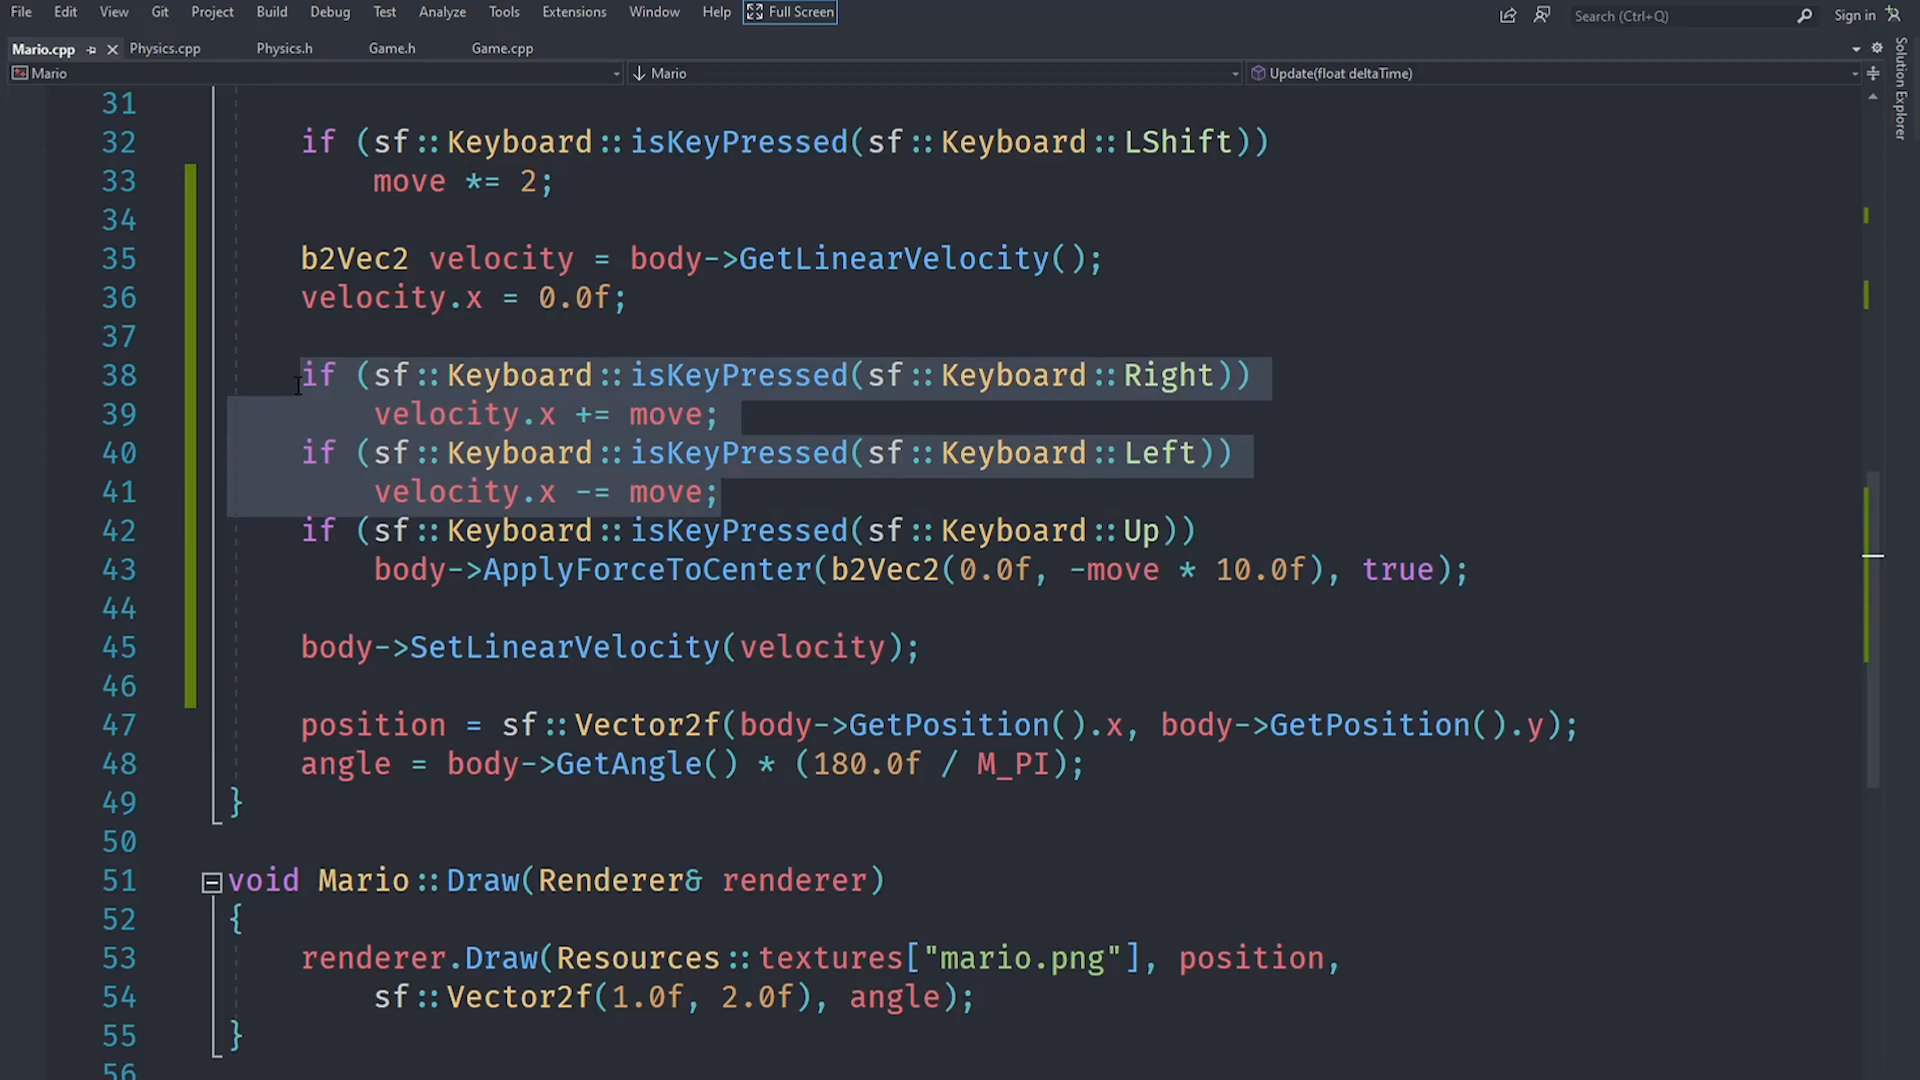 File Edit View Git Project Build Debug Test Analyze Tools Extensions Window Help Full Screen Search (Ctrl+Q) Sign in
Mario.cpp Physics.cpp Physics.h Game.h Game.cpp
Mario Mario Update(float deltaTime)
Solution Explorer
31
32 if (sf::Keyboard::isKeyPressed(sf::Keyboard::LShift))
33 move *= 2;
34
35 b2Vec2 velocity = body->GetLinearVelocity();
36 velocity.x = 0.0f;
37
38 if (sf::Keyboard::isKeyPressed(sf::Keyboard::Right))
39 velocity.x += move;
40 if (sf::Keyboard::isKeyPressed(sf::Keyboard::Left))
41 velocity.x -= move;
42 if (sf::Keyboard::isKeyPressed(sf::Keyboard::Up))
43 body->ApplyForceToCenter(b2Vec2(0.0f, -move * 10.0f), true);
44
45 body->SetLinearVelocity(velocity);
46
47 position = sf::Vector2f(body->GetPosition().x, body->GetPosition().y);
48 angle = body->GetAngle() * (180.0f / M_PI);
49 }
50
51 void Mario::Draw(Renderer& renderer)
52 {
53 renderer.Draw(Resources::textures["mario.png"], position,
54 sf::Vector2f(1.0f, 2.0f), angle);
55 }
56